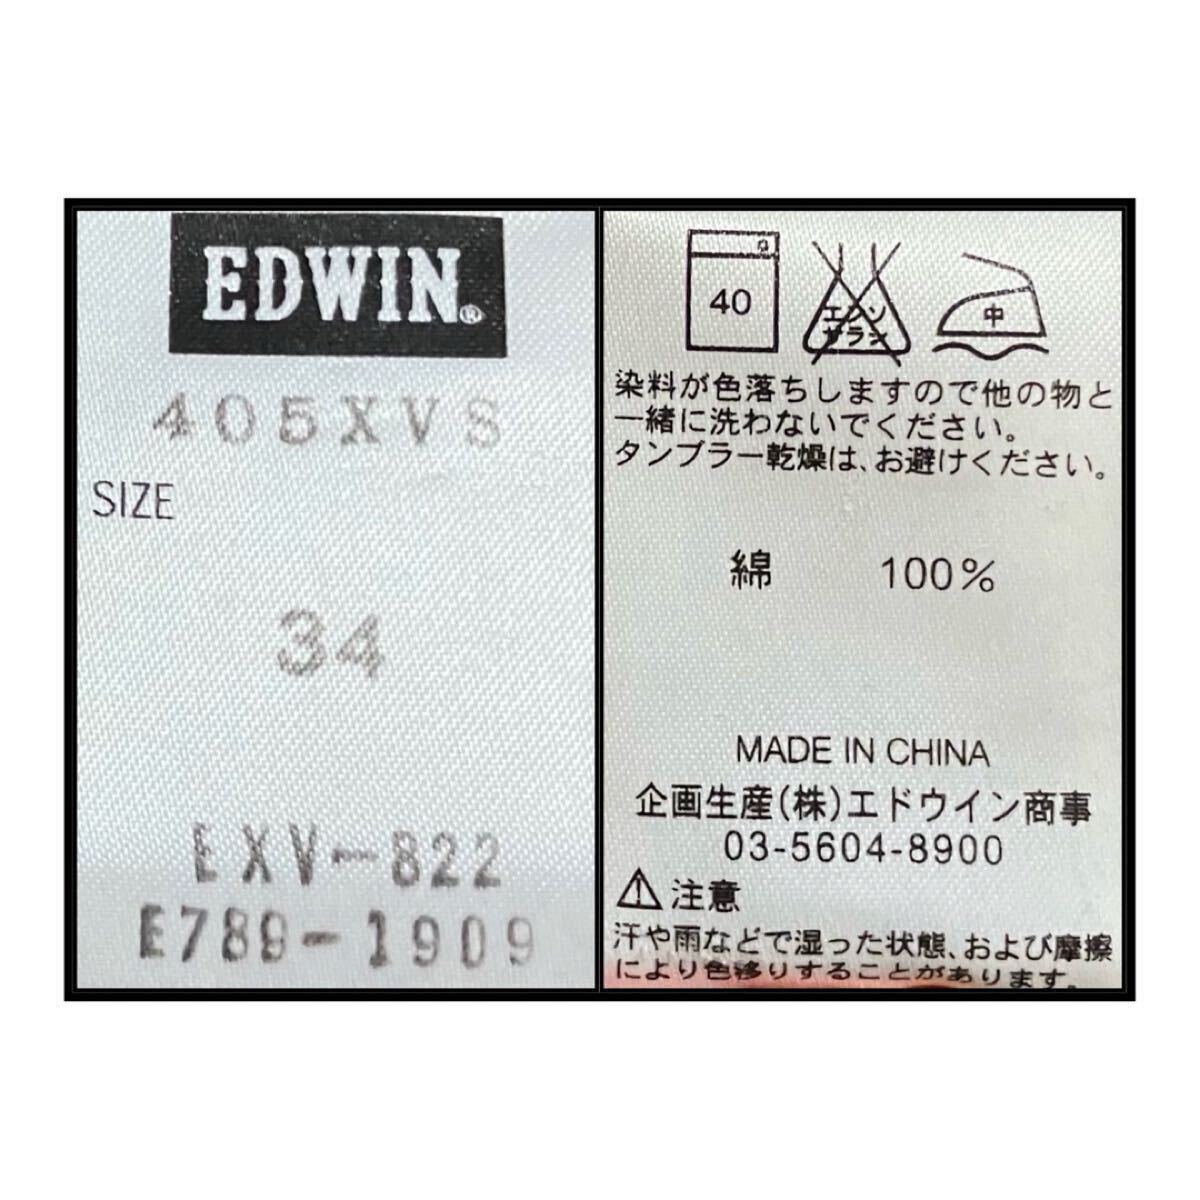 EDWIN®
405XVS
SIZE
34
EXV-822
E789-1909
40
エンソ
サラシ
中
染料が色落ちしますので他の物と
一緒に洗わないでください。
タンブラー乾燥は、お避けください。
綿 100%
MADE IN CHINA
企画生産(株)エドウイン商事
03-5604-8900
注意
汗や雨などで湿った状態、および摩擦
により色移りすることがあります。